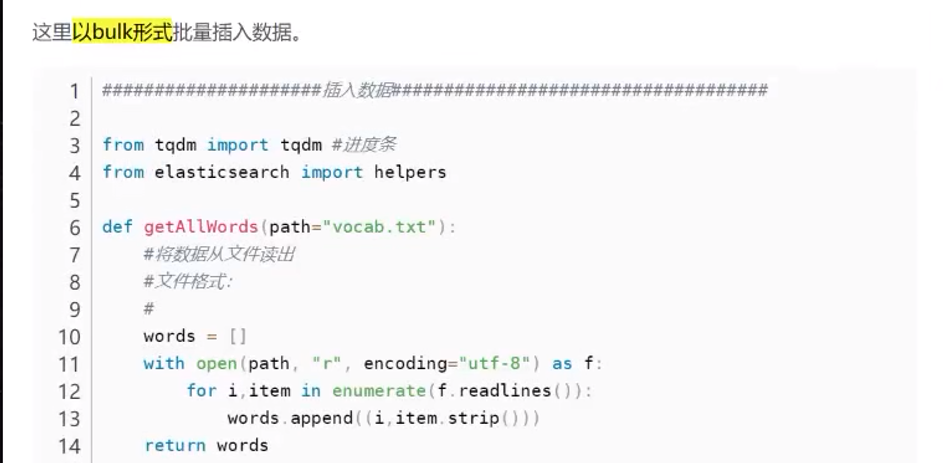 这里以bulk形式批量插入数据。
1 #####################插入数据####################################
2
3 from tqdm import tqdm #进度条
4 from elasticsearch import helpers
5
6 def getAllWords(path="vocab.txt"):
7     #将数据从文件读出
8     #文件格式：
9     #
10     words = []
11     with open(path, "r", encoding="utf-8") as f:
12         for i,item in enumerate(f.readlines()):
13             words.append((i,item.strip()))
14     return words